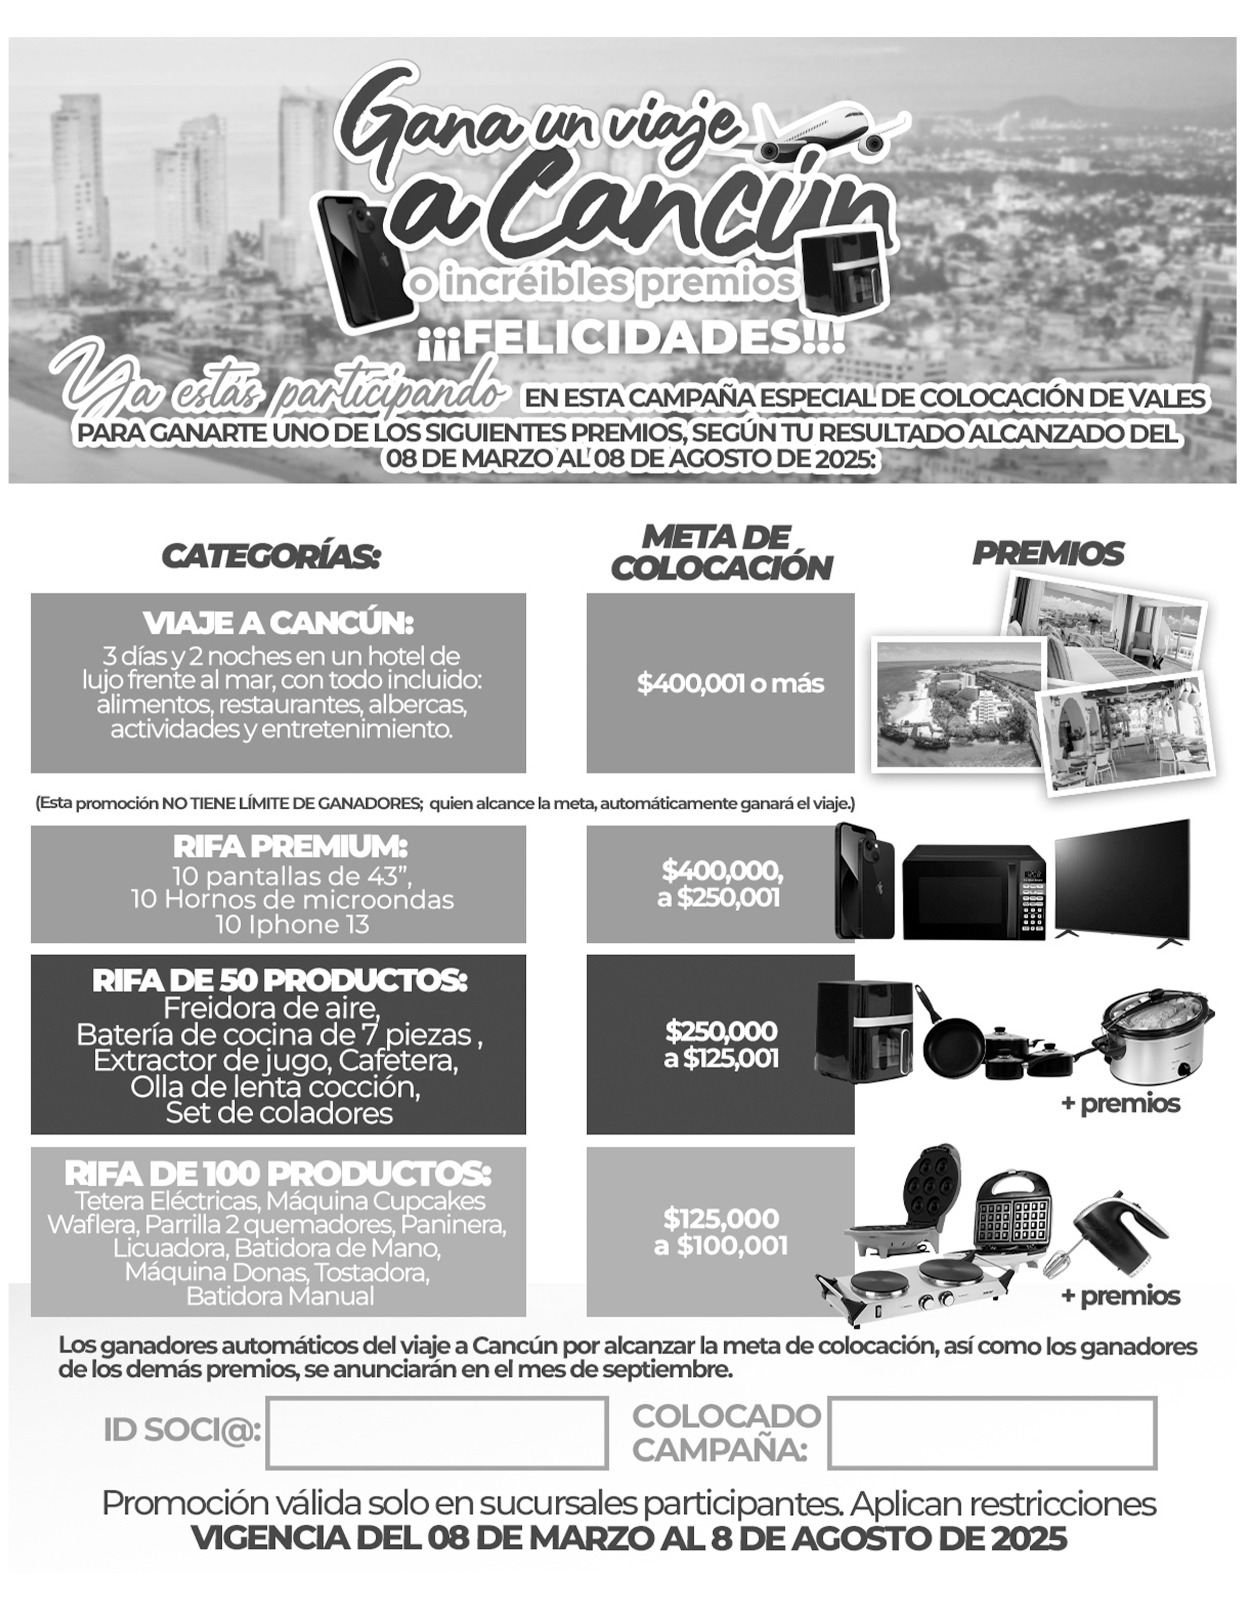 Gana un viaje
a Cancún
o incréibles premios
¡¡¡FELICIDADES!!!
Ya estás participando EN ESTA CAMPAÑA ESPECIAL DE COLOCACIÓN DE VALES
PARA GANARTE UNO DE LOS SIGUIENTES PREMIOS, SEGÚN TU RESULTADO ALCANZADO DEL
08 DE MARZO AL 08 DE AGOSTO DE 2025:
CATEGORÍAS:
META DE
COLOCACIÓN
PREMIOS
VIAJE A CANCÚN:
3 días y 2 noches en un hotel de
lujo frente al mar, con todo incluido:
alimentos, restaurantes, albercas,
actividades y entretenimiento.
$400,001 o más
(Esta promoción NO TIENE LÍMITE DE GANADORES; quien alcance la meta, automáticamente ganará el viaje.)
RIFA PREMIUM:
10 pantallas de 43”,
10 Hornos de microondas
10 Iphone 13
$400,000,
a $250,001
RIFA DE 50 PRODUCTOS:
Freidora de aire,
Batería de cocina de 7 piezas ,
Extractor de jugo, Cafetera,
Olla de lenta cocción,
Set de coladores
$250,000
a $125,001
+ premios
RIFA DE 100 PRODUCTOS:
Tetera Eléctricas, Máquina Cupcakes
Waflera, Parrilla 2 quemadores, Paninera,
Licuadora, Batidora de Mano,
Máquina Donas, Tostadora,
Batidora Manual
$125,000
a $100,001
+ premios
Los ganadores automáticos del viaje a Cancún por alcanzar la meta de colocación, así como los ganadores
de los demás premios, se anunciarán en el mes de septiembre.
ID SOCI@:
COLOCADO
CAMPAÑA:
Promoción válida solo en sucursales participantes. Aplican restricciones
VIGENCIA DEL 08 DE MARZO AL 8 DE AGOSTO DE 2025